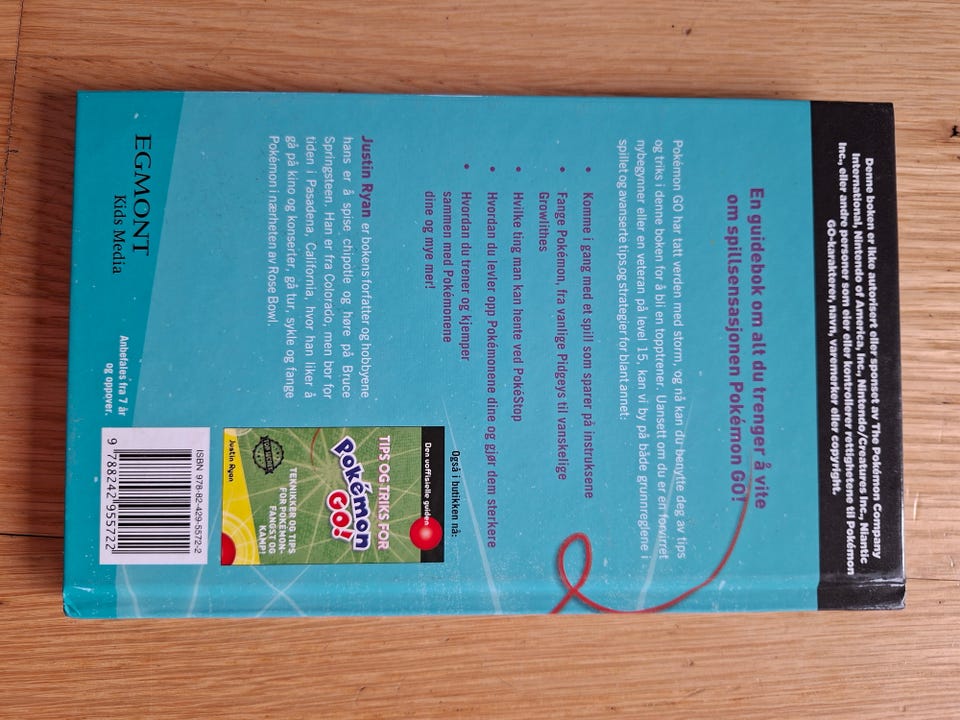 Denne boken er ikke autorisert eller sponset av The Pokémon Company
International, Nintendo of America, Inc., Nintendo/Creatures Inc., Niantic
Inc., eller andre personer som eier eller kontrollerer rettighetene til Pokémon
GO-karakterer, navn, varemerker eller copyright.
En guidebok om alt du trenger å vite
om spillsensasjonen Pokémon GO!
Pokémon GO har tatt verden med storm, og nå kan du benytte deg av tips
og triks i denne boken for å bli en topptrener. Uansett om du er en forvirret
nybegynner eller en veteran på level 15, kan vi by på både grunnreglene i
spillet og avanserte tips og strategier for blant annet:
• Komme i gang med et spill som sparer på instruksene
• Fange Pokémon, fra vanlige Pidgeys til vanskelige
Growlithes
• Hvilke ting man kan hente ved PokéStop
• Hvordan du levler opp Pokémonene dine og gjør dem sterkere
• Hvordan du trener og kjemper
sammen med Pokémonene
dine og mye mer!
Justin Ryan er bokens forfatter og hobbyene
hans er å spise chipotle og høre på Bruce
Springsteen. Han er fra Colorado, men bor for
tiden i Pasadena, California, hvor han liker å
gå på kino og konserter, gå tur, sykle og fange
Pokémon i nærheten av Rose Bowl.
Også i butikken nå:
Den uoffisielle guiden
TIPS OG TRIKS FOR
Pokémon
GO!
TEKNIKKER OG TIPS
FOR POKÉMON-
FANGST OG
KAMP!
Justin Ryan
EGMONT
Kids Media
Anbefales fra 7 år
og oppover.
ISBN 978-82-429-5572-2
9 788242 955722